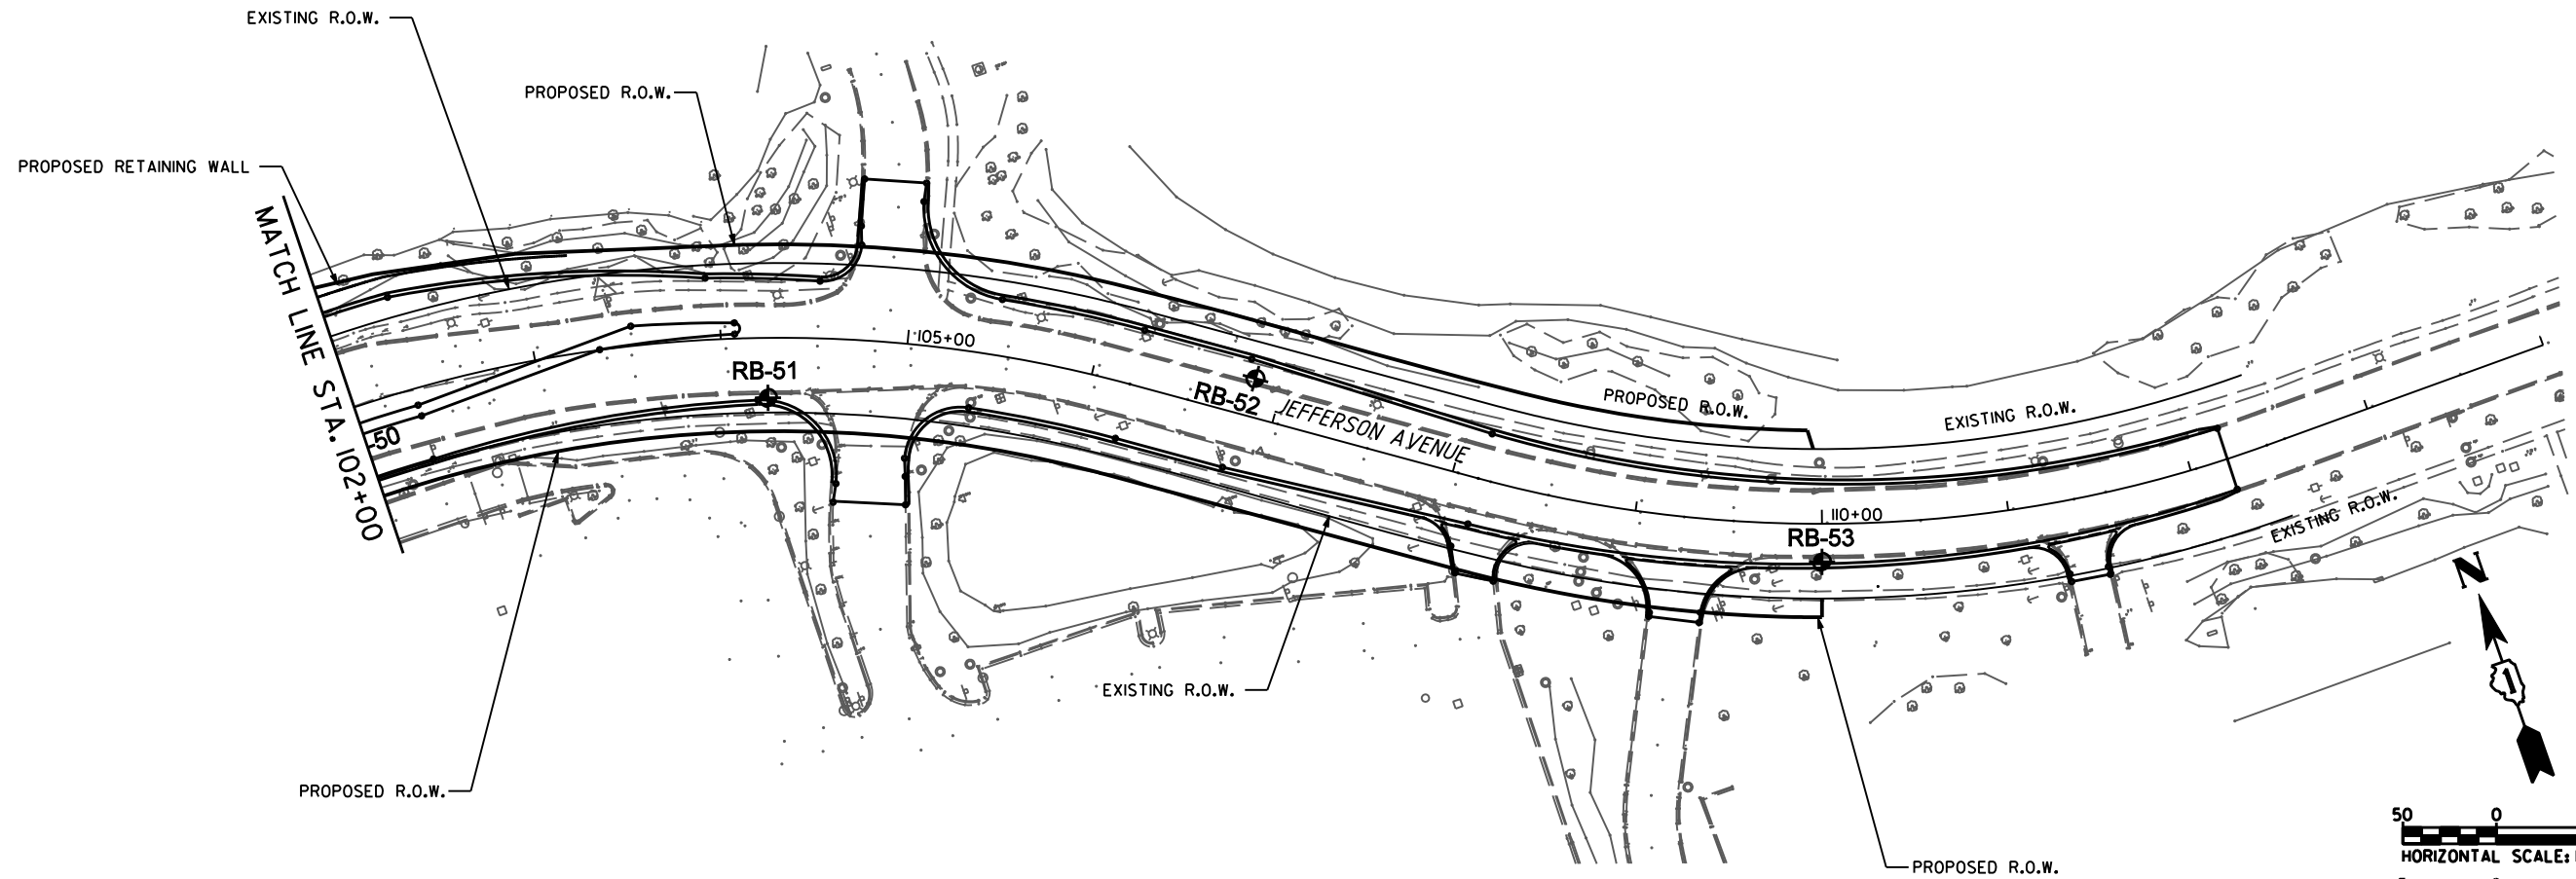 EXISTING R.O.W.
PROPOSED R.O.W.
PROPOSED RETAINING WALL
MATCH LINE STA. 102+00
105+00
RB-51
RB-52
JEFFERSON AVENUE
PROPOSED R.O.W.
EXISTING R.O.W.
50
110+00
RB-53
EXISTING R.O.W.
N
1
EXISTING R.O.W.
PROPOSED R.O.W.
50 0
HORIZONTAL SCALE:
PROPOSED R.O.W.